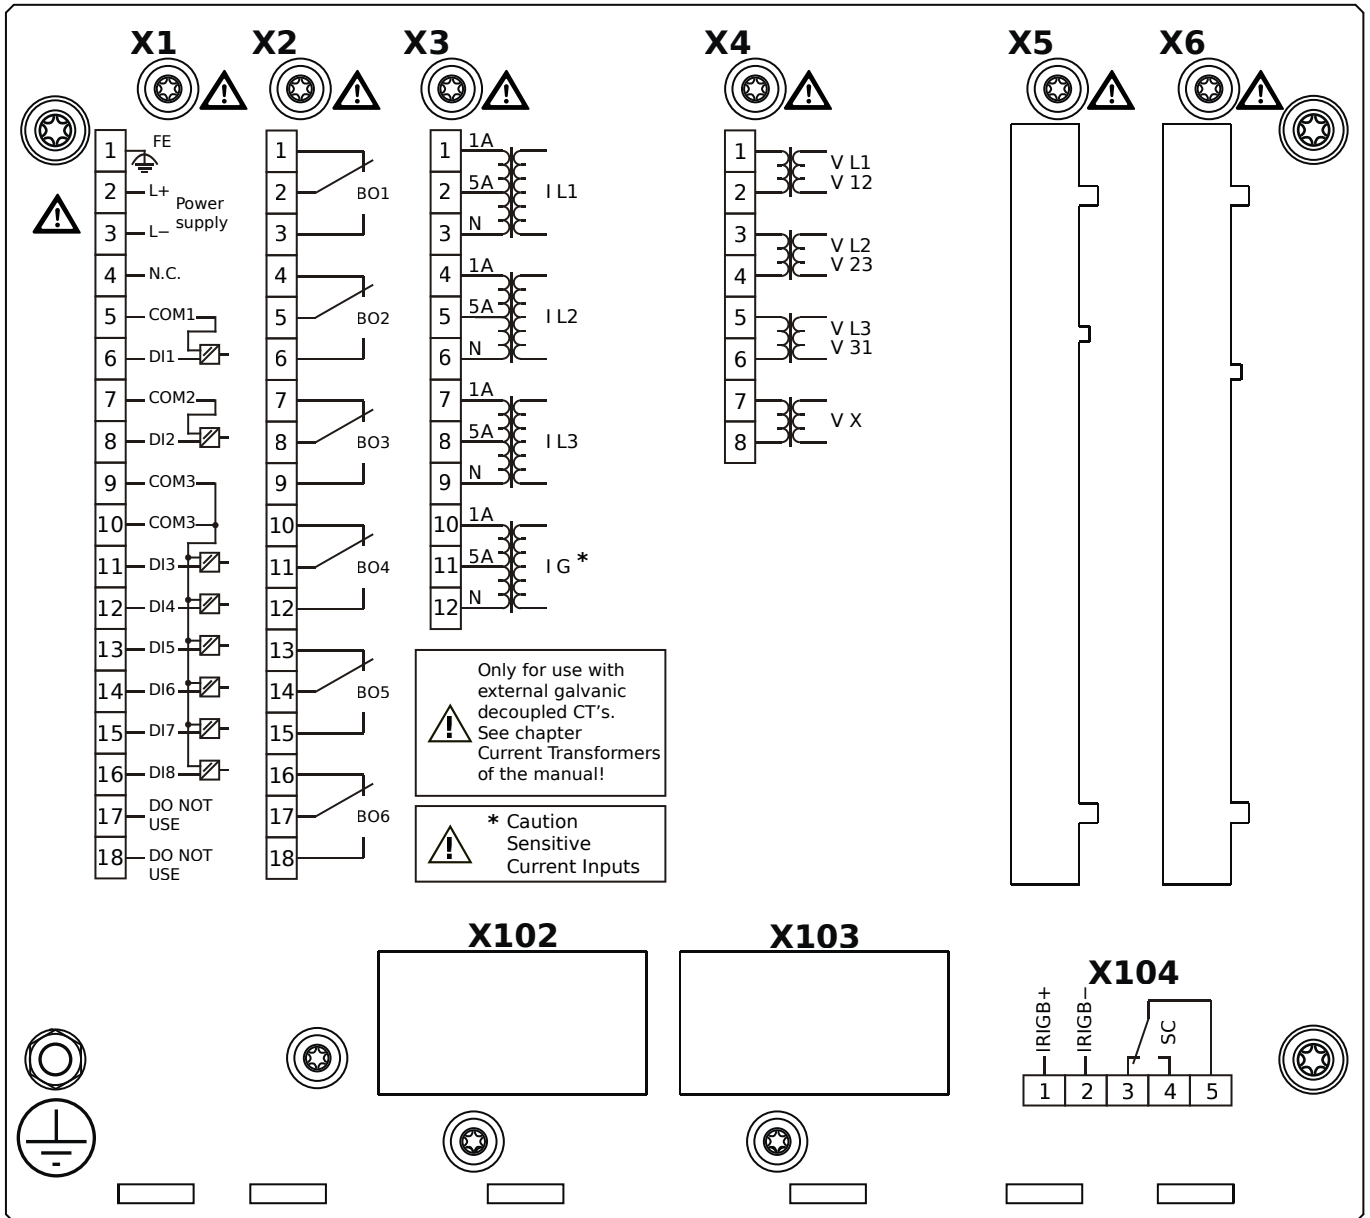 X1
1
FE
2
L+
Power
supply
3
L−
4
N.C.
5
COM1
6
DI1
7
COM2
8
DI2
9
COM3
10
COM3
11
DI3
12
DI4
13
DI5
14
DI6
15
DI7
16
DI8
17
DO NOT
USE
18
DO NOT
USE
X2
1
2
BO1
3
4
5
BO2
6
7
8
BO3
9
10
11
BO4
12
13
14
BO5
15
16
17
BO6
18
X3
1
1A
2
5A
I L1
3
N
4
1A
5
5A
I L2
6
N
7
1A
8
5A
I L3
9
N
10
1A
11
5A
I G *
12
N
Only for use with
external galvanic
decoupled CT's.
See chapter
Current Transformers
of the manual!
* Caution
Sensitive
Current Inputs
X4
1
V L1
2
V 12
3
V L2
4
V 23
5
V L3
6
V 31
7
V X
8
X5
X6
X102
X103
X104
IRIGB+
IRIGB−
SC
1 2 3 4 5